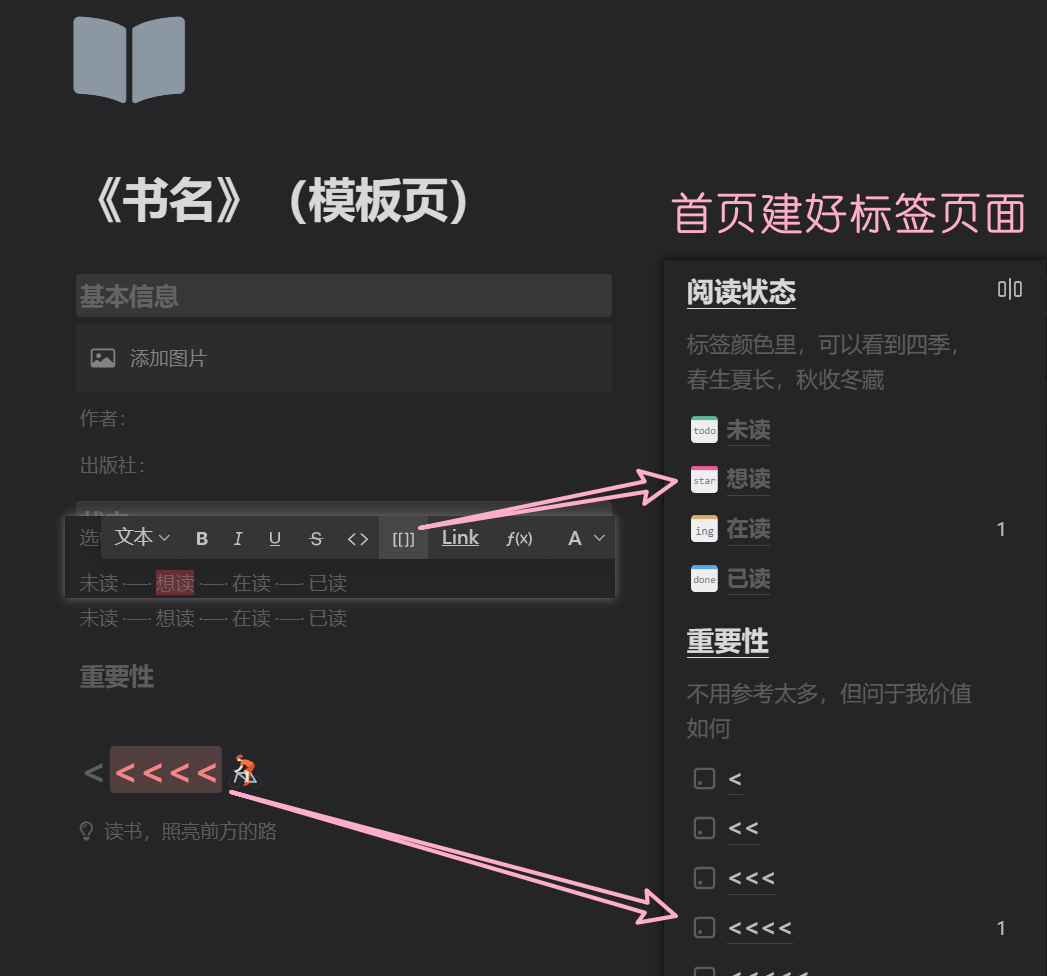 《书名》（模板页）
基本信息
添加图片
作者：
出版社：
选
文本 B I U S <> [[]] Link f(x) A
未读 ·—· 想读 ·—· 在读 ·—· 已读
未读 ·—· 想读 ·—· 在读 ·—· 已读
重要性
< < < < <
读书，照亮前方的路
首页建好标签页面
阅读状态
标签颜色里，可以看到四季，
春生夏长，秋收冬藏
todo 未读
star 想读
ing 在读 1
done 已读
重要性
不用参考太多，但问于我价值
如何
<
<<
<<<
<<<< 1
<<<<<